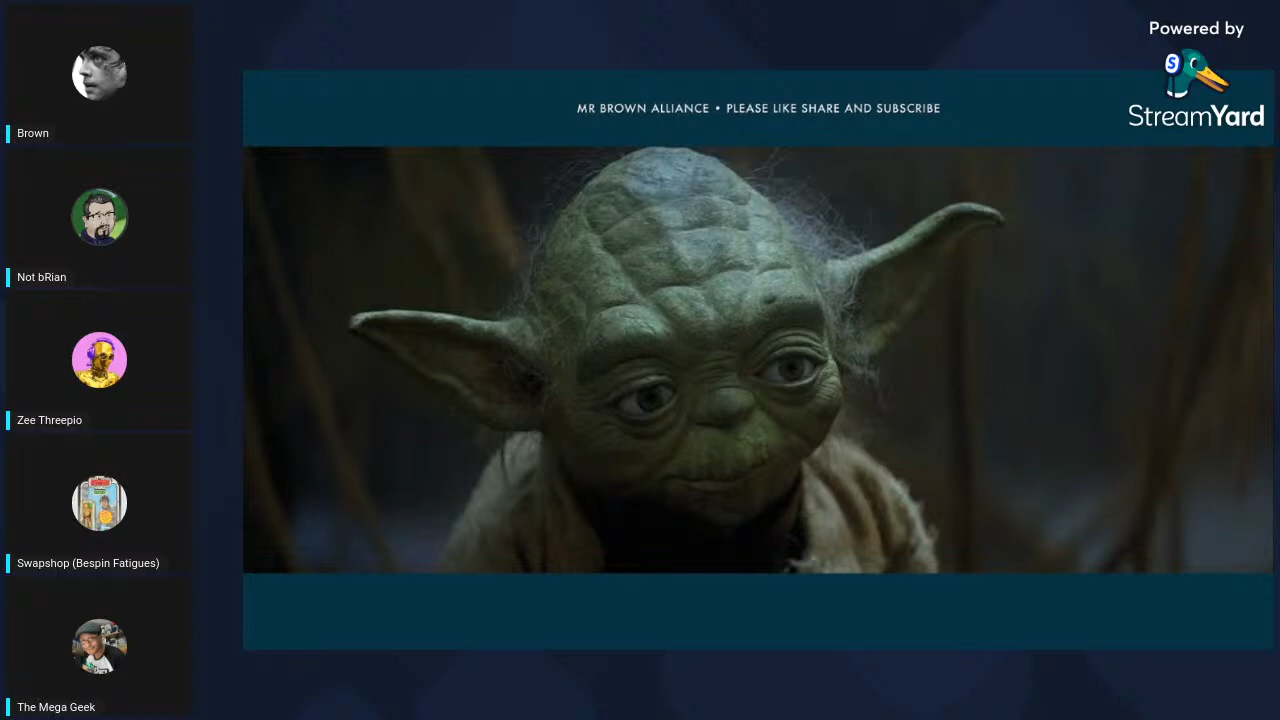 Powered by
StreamYard
MR BROWN ALLIANCE • PLEASE LIKE SHARE AND SUBSCRIBE
Brown
Not bRian
Zee Threepio
Swapshop (Bespin Fatigues)
The Mega Geek